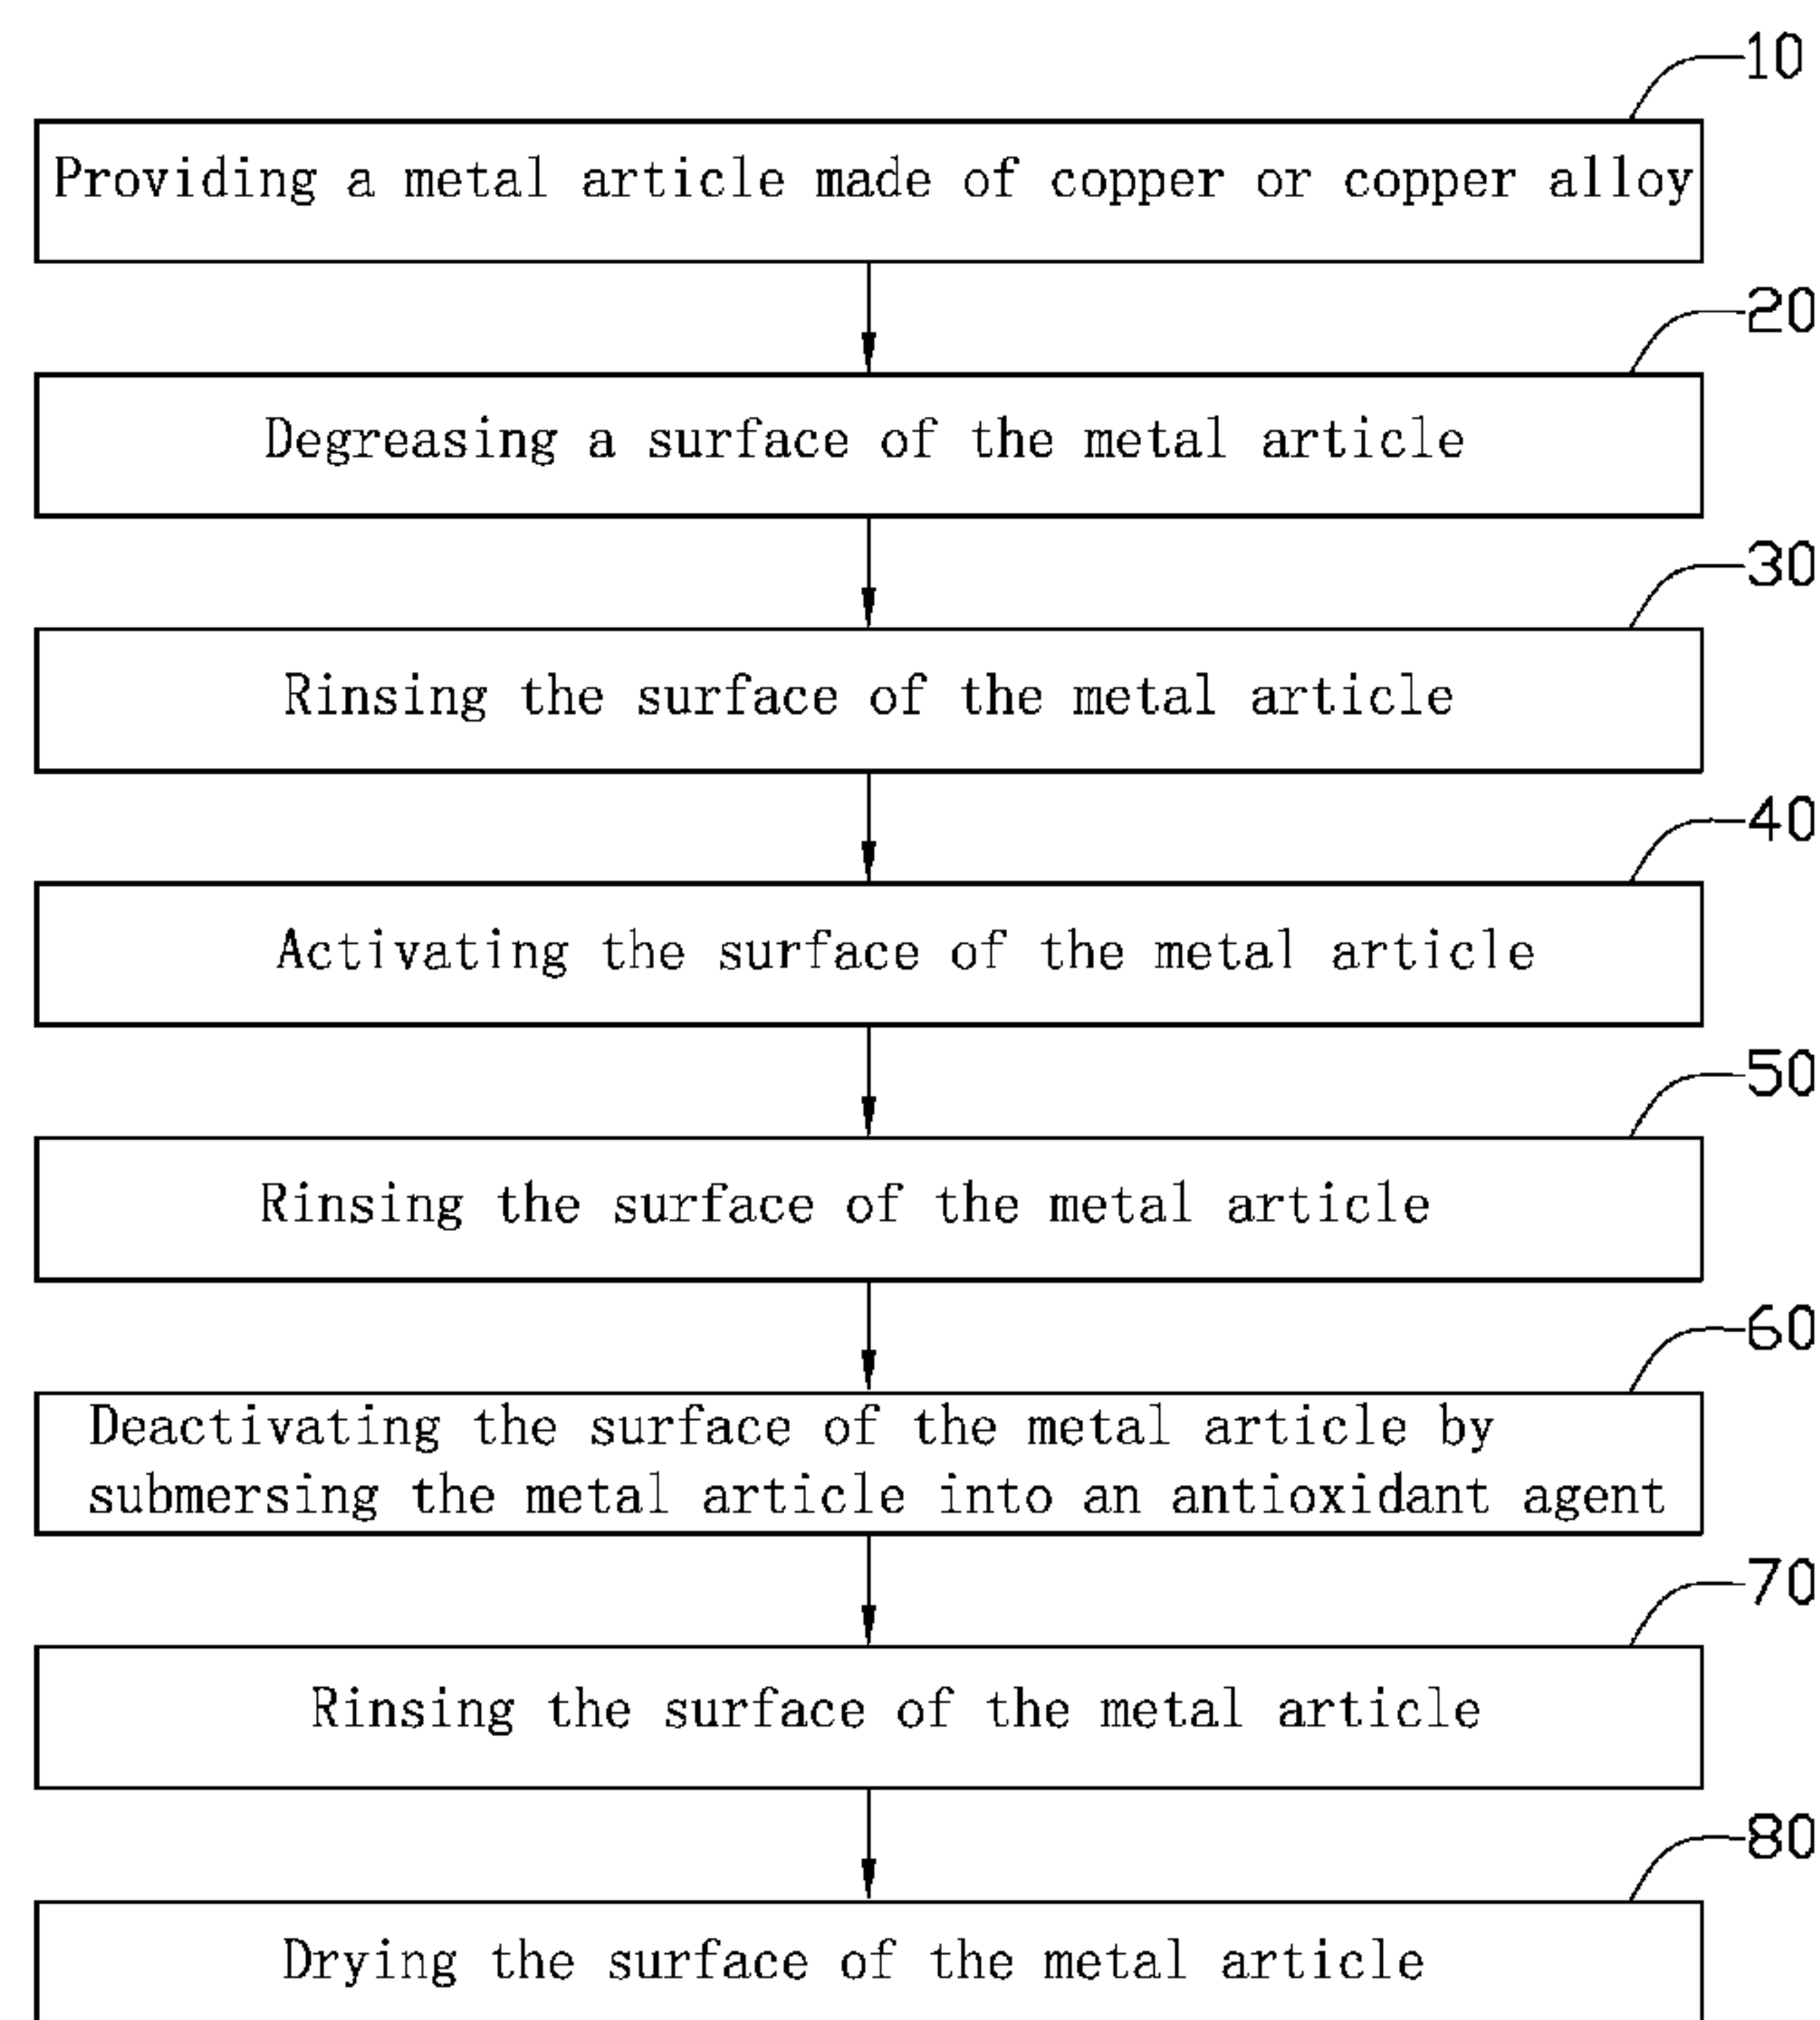 10
Providing a metal article made of copper or copper alloy
20
Degreasing a surface of the metal article
30
Rinsing the surface of the metal article
40
Activating the surface of the metal article
50
Rinsing the surface of the metal article
60
Deactivating the surface of the metal article by
submersing the metal article into an antioxidant agent
70
Rinsing the surface of the metal article
80
Drying the surface of the metal article